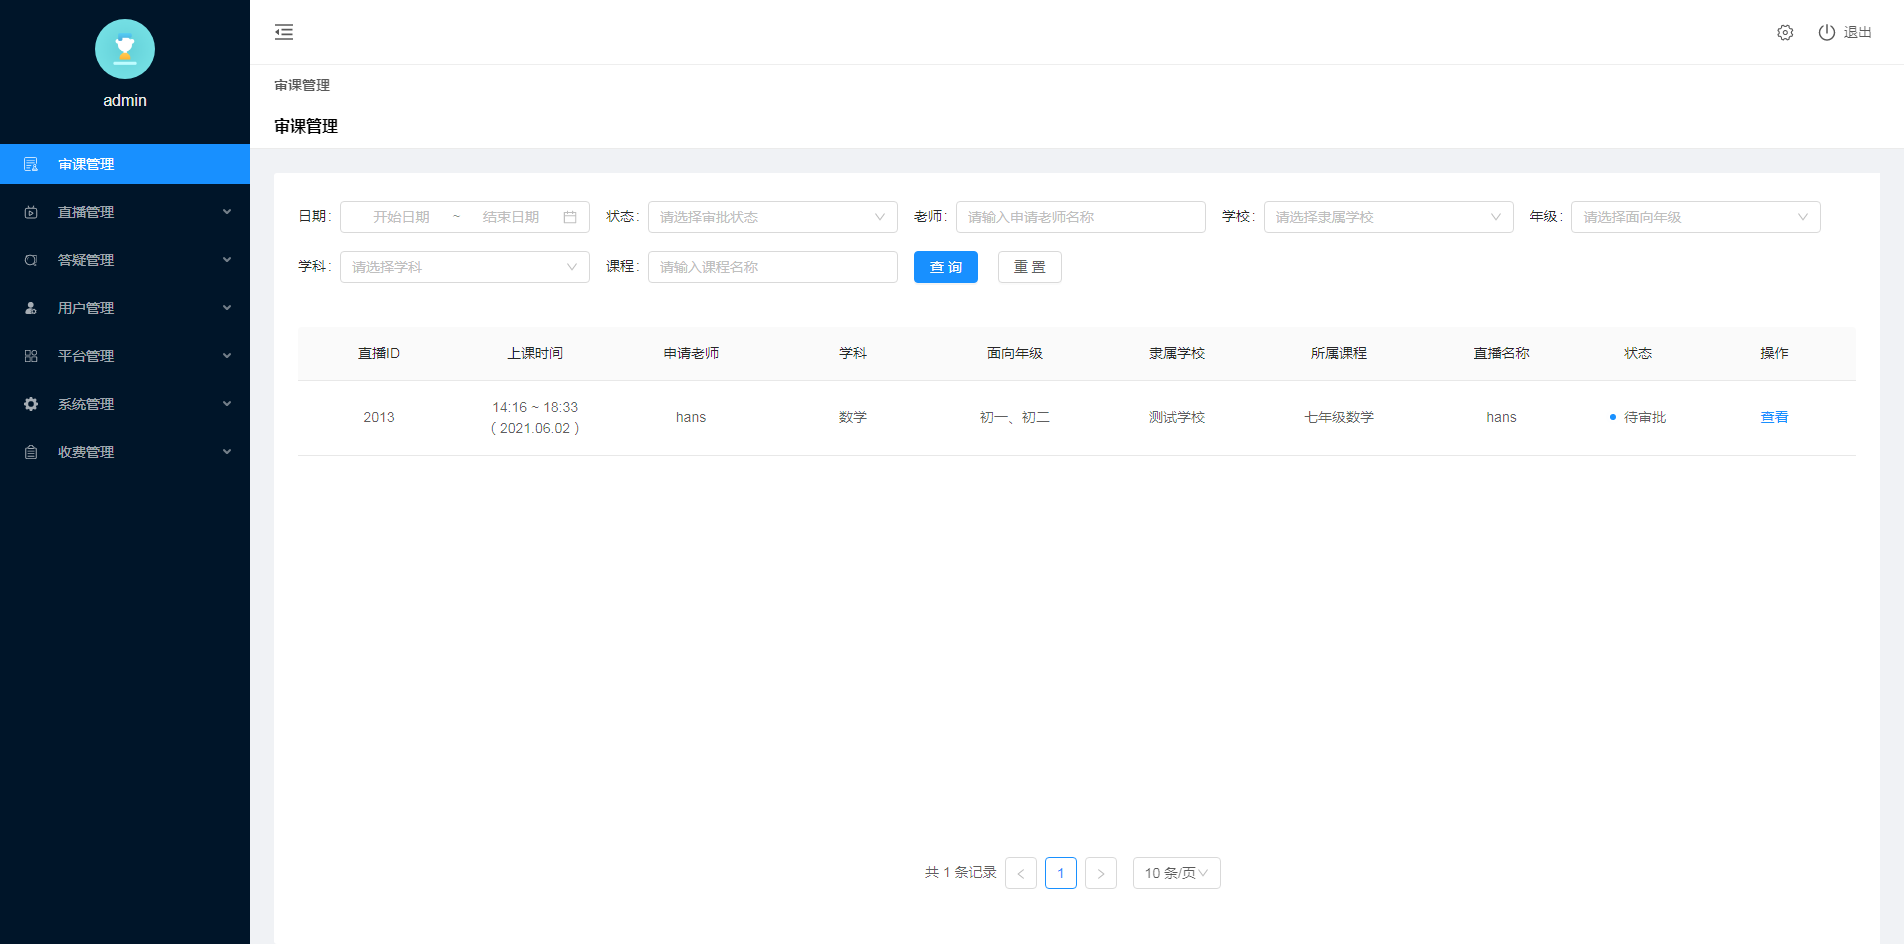 admin
审课管理
直播管理
答疑管理
用户管理
平台管理
系统管理
收费管理
退出
审课管理
审课管理
日期: 开始日期 ~ 结束日期 状态: 请选择审批状态 老师: 请输入申请老师名称 学校: 请选择隶属学校 年级: 请选择面向年级
学科: 请选择学科 课程: 请输入课程名称 查 询 重 置
直播ID 上课时间 申请老师 学科 面向年级 隶属学校 所属课程 直播名称 状态 操作
2013 14:16 ~ 18:33 hans 数学 初一、初二 测试学校 七年级数学 hans 待审批 查看
( 2021.06.02 )
共 1 条记录 < 1 > 10 条/页